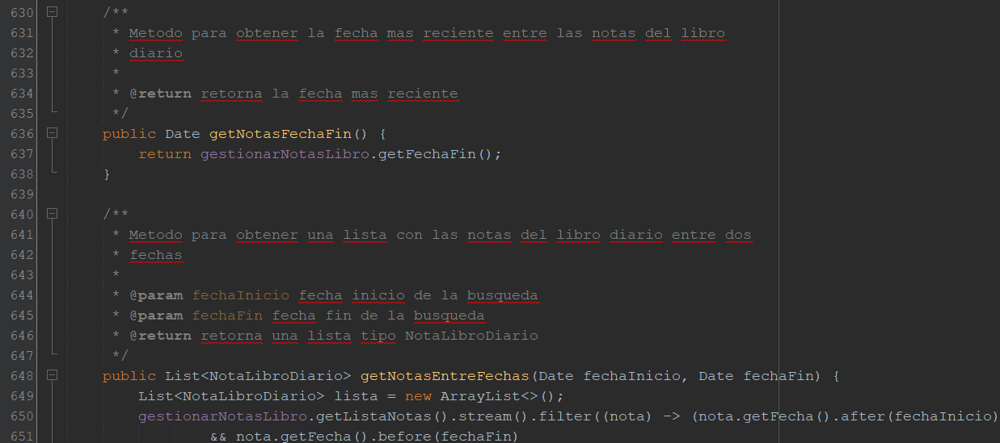 630 /**
631 * Metodo para obtener la fecha mas reciente entre las notas del libro
632 * diario
633 *
634 * @return retorna la fecha mas reciente
635 */
636 public Date getNotasFechaFin() {
637 return gestionarNotasLibro.getFechaFin();
638 }
639
640 /**
641 * Metodo para obtener una lista con las notas del libro diario entre dos
642 * fechas
643 *
644 * @param fechaInicio fecha inicio de la busqueda
645 * @param fechaFin fecha fin de la busqueda
646 * @return retorna una lista tipo NotaLibroDiario
647 */
648 public List<NotaLibroDiario> getNotasEntreFechas(Date fechaInicio, Date fechaFin) {
649 List<NotaLibroDiario> lista = new ArrayList<>();
650 gestionarNotasLibro.getListaNotas().stream().filter((nota) -> (nota.getFecha().after(fechaInicio)
651 && nota.getFecha().before(fechaFin)